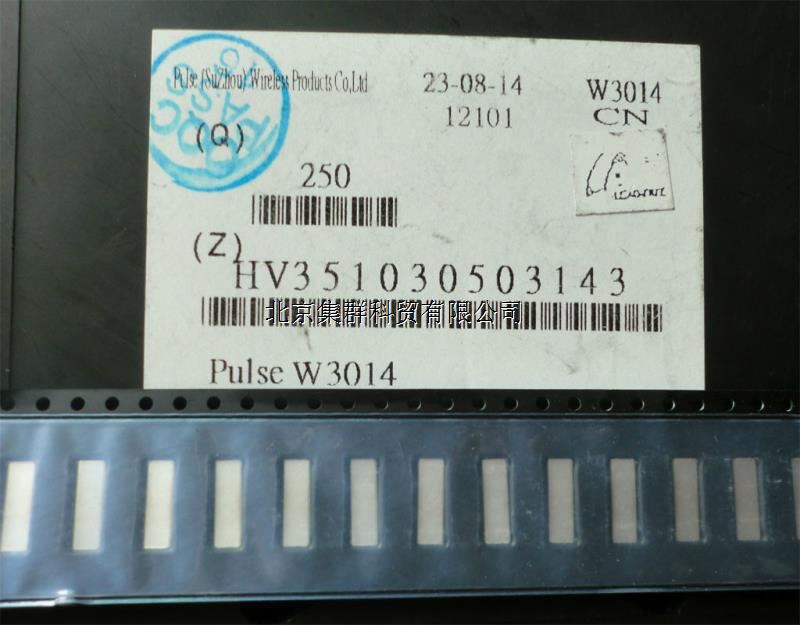 Pulse (SuZhou) Wireless Products Co,Ltd
23-08-14
W3014
12101
CN
(Q)
250
(Z)
HV351030503143
北京集群科贸有限公司
Pulse W3014